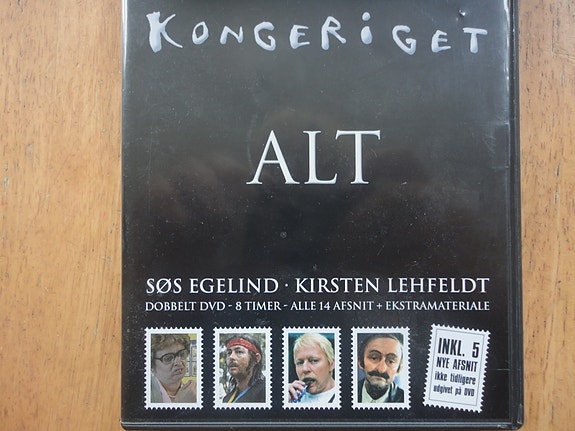 KONGERiGET
ALT
SØS EGELIND · KIRSTEN LEHFELDT
DOBBELT DVD – 8 TIMER – ALLE 14 AFSNIT + EKSTRAMATERIALE
INKL. 5
NYE AFSNIT
ikke tidligere
udgivet på DVD